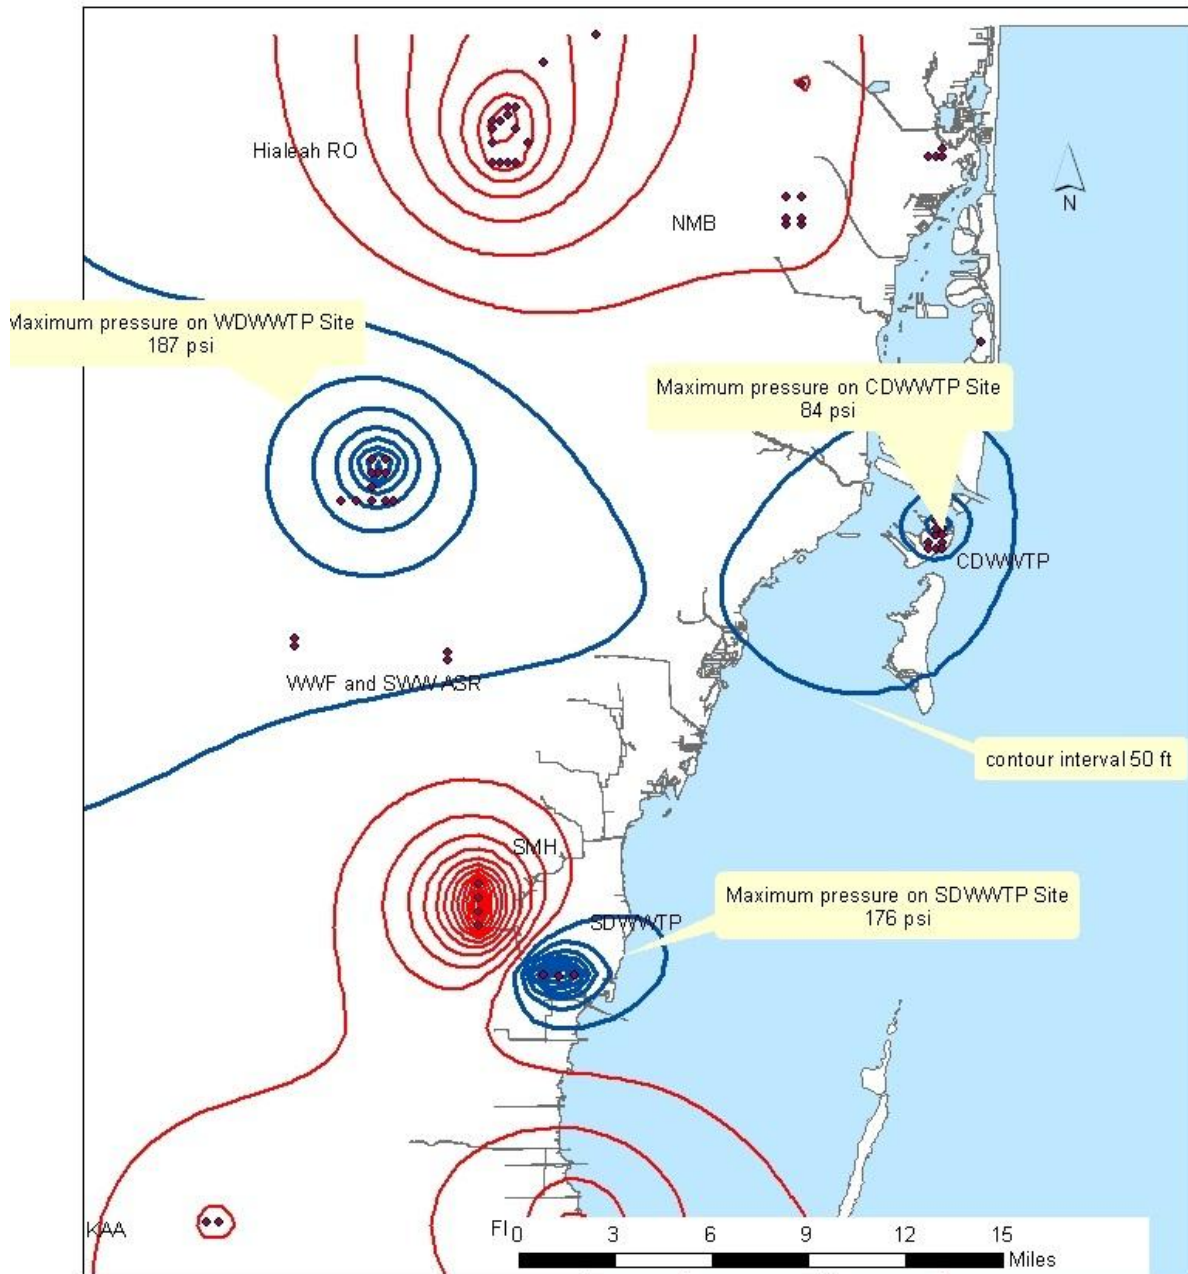 Hialeah RO
NMB
N
Maximum pressure on WDWWTP Site
187 psi
Maximum pressure on CDWWTP Site
84 psi
CDWWTP
WWF and SWW ASR
contour interval 50 ft
SMH
Maximum pressure on SDWWTP Site
176 psi
SDWWTP
KAA
FI
0 3 6 9 12 15
Miles